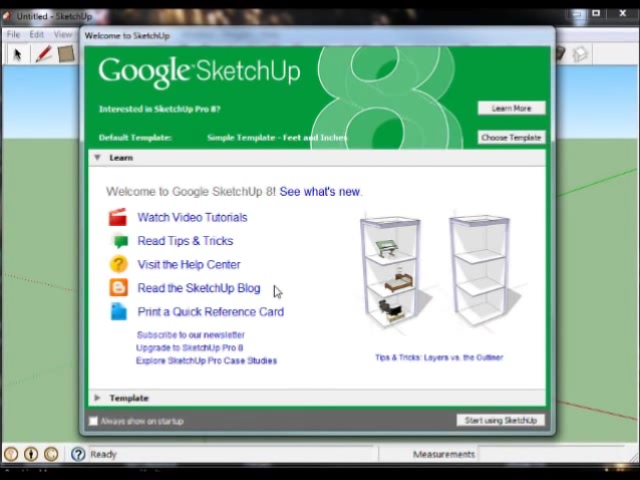 Untitled - SketchUp
File Edit View
Welcome to SketchUp
Google SketchUp
8
Interested in SketchUp Pro 8?
Learn More
Default Template: Simple Template - Feet and Inches
Choose Template
Learn
Welcome to Google SketchUp 8! See what's new.
Watch Video Tutorials
Read Tips & Tricks
Visit the Help Center
Read the SketchUp Blog
Print a Quick Reference Card
Subscribe to our newsletter
Upgrade to SketchUp Pro 8
Explore SketchUp Pro Case Studies
Tips & Tricks: Layers vs. the Outliner
Template
Always show on startup
Start using SketchUp
Ready
Measurements